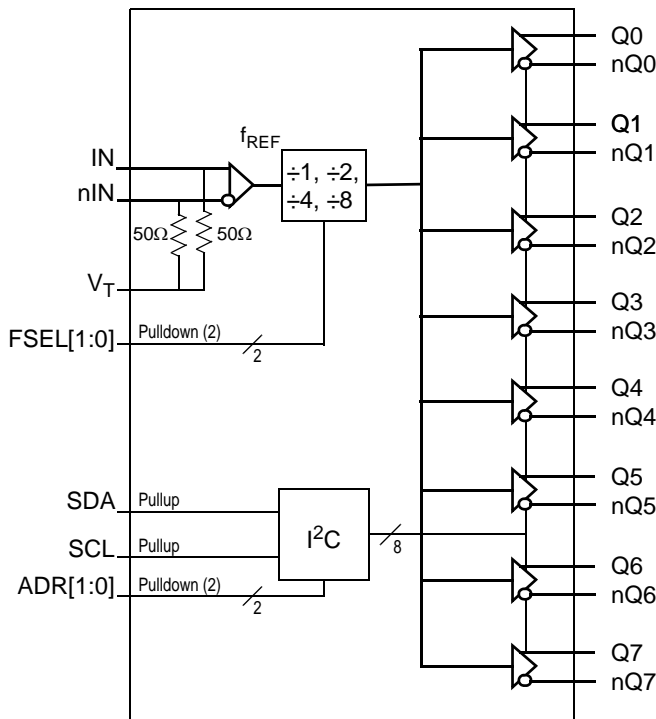 IN
nIN
50Ω
50Ω
V_T
FSEL[1:0]
Pulldown (2)
2
f_REF
÷1, ÷2,
÷4, ÷8
SDA
Pullup
SCL
Pullup
ADR[1:0]
Pulldown (2)
2
I²C
8
Q0
nQ0
Q1
nQ1
Q2
nQ2
Q3
nQ3
Q4
nQ4
Q5
nQ5
Q6
nQ6
Q7
nQ7